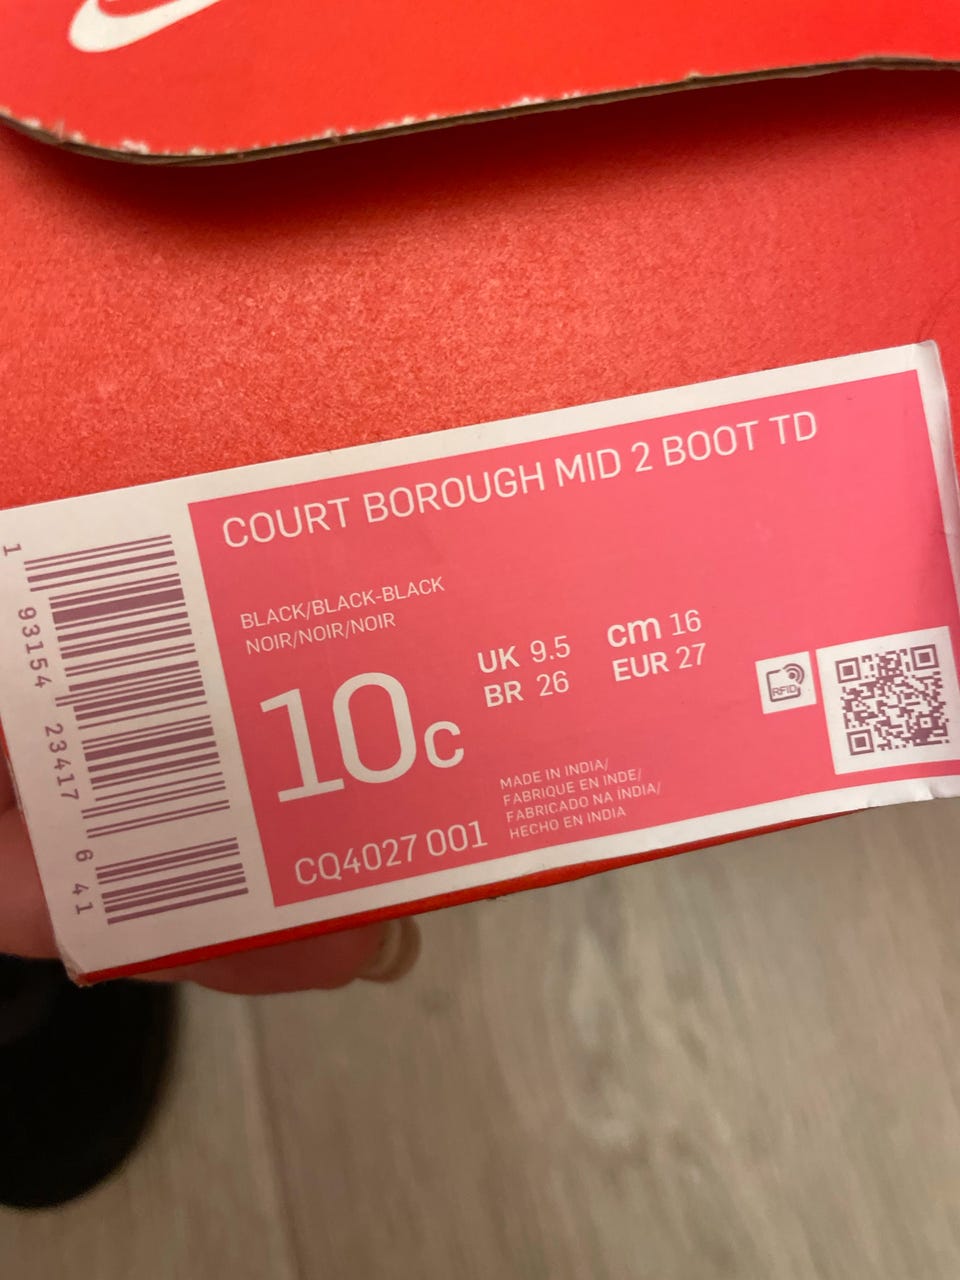 COURT BOROUGH MID 2 BOOT TD
BLACK/BLACK-BLACK
NOIR/NOIR/NOIR
10C
UK 9.5
BR 26
cm 16
EUR 27
RFID
MADE IN INDIA/
FABRIQUE EN INDE/
FABRICADO NA ÍNDIA/
HECHO EN INDIA
CQ4027 001
1 93154 23417 6 41